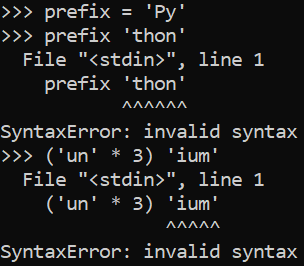 >>> prefix = 'Py'
>>> prefix 'thon'
  File "<stdin>", line 1
    prefix 'thon'
           ^^^^^^
SyntaxError: invalid syntax
>>> ('un' * 3) 'ium'
  File "<stdin>", line 1
    ('un' * 3) 'ium'
               ^^^^^
SyntaxError: invalid syntax